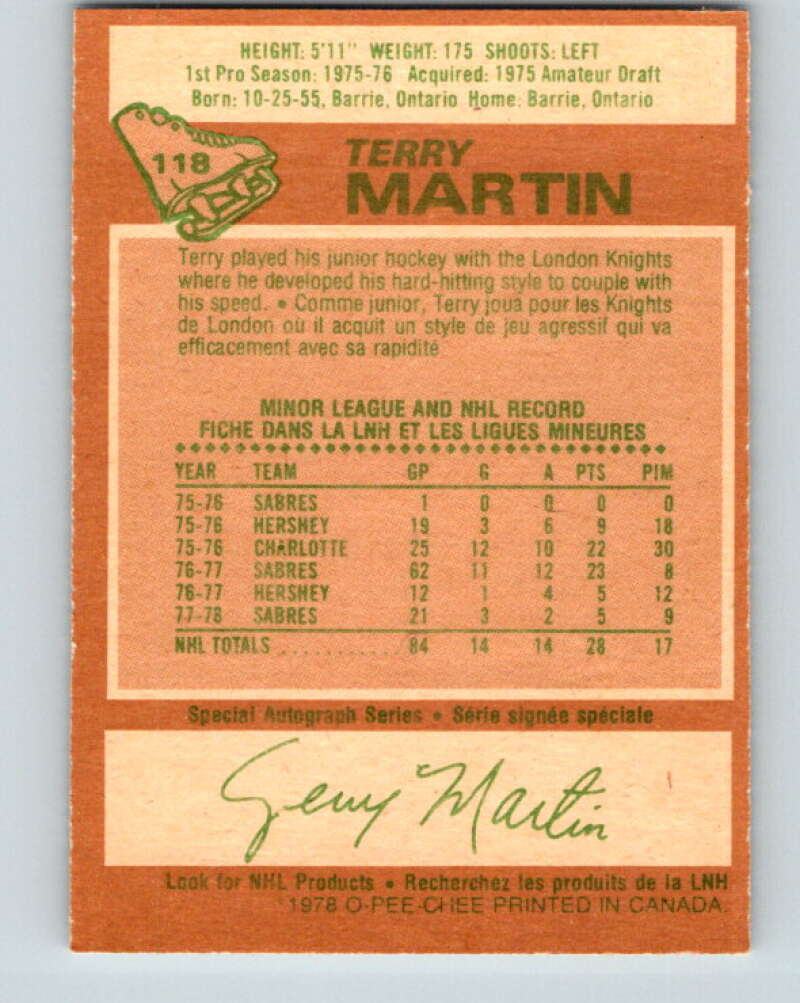 HEIGHT: 5'11" WEIGHT: 175 SHOOTS: LEFT
1st Pro Season: 1975-76 Acquired: 1975 Amateur Draft
Born: 10-25-55, Barrie, Ontario Home: Barrie, Ontario
118
TERRY
MARTIN
Terry played his junior hockey with the London Knights
where he developed his hard-hitting style to couple with
his speed. • Comme junior, Terry joua pour les Knights
de London où il acquit un style de jeu agressif qui va
efficacement avec sa rapidité
MINOR LEAGUE AND NHL RECORD
FICHE DANS LA LNH ET LES LIGUES MINEURES
YEAR TEAM GP G A PTS PIM
75-76 SABRES 1 0 0 0 0
75-76 HERSHEY 19 3 6 9 18
75-76 CHARLOTTE 25 12 10 22 30
76-77 SABRES 62 11 12 23 8
76-77 HERSHEY 12 1 4 5 12
77-78 SABRES 21 3 2 5 9
NHL TOTALS ........... 84 14 14 28 17
Special Autograph Series • Série signée spéciale
Terry Martin
Look for NHL Products • Recherchez les produits de la LNH
1978 O-PEE-CHEE PRINTED IN CANADA.